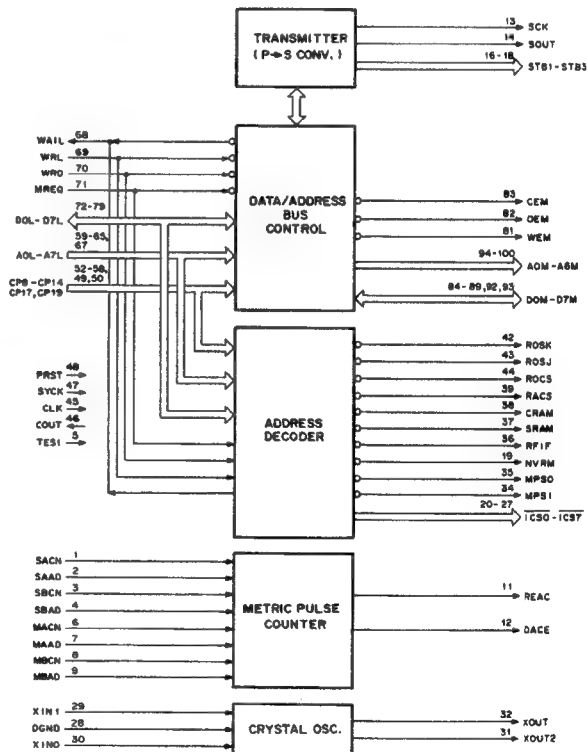 TRANSMITTER
( P→S CONV. )
13 SCK
14 SOUT
16-18 STB1-STB3
WAIL 68
WRL 69
WRD 70
MREQ 71
DOL-D7L 72-79
AOL-A7L 59-65, 67
CP8-CP14 52-58,
CP17,CP19 49,50
DATA/ADDRESS
BUS
CONTROL
83 CEM
82 OEM
81 WEM
94-100 AOM-A6M
84-89,92,93 DOM-D7M
PRST 48
SYCK 47
CLK 45
COUT 46
TES1 5
ADDRESS
DECODER
42 ROSK
43 ROSJ
44 ROCS
39 RACS
38 CRAM
37 SRAM
36 RFIF
19 NVRM
35 MPS0
34 MPS1
20-27 ICS0-ICS7
SACN 1
SAAD 2
SBCN 3
SBAD 4
MACN 6
MAAD 7
MBCN 8
MBAD 9
METRIC PULSE
COUNTER
11 REAC
12 DACE
XIN1 29
DGND 28
XIN0 30
CRYSTAL OSC.
32 XOUT
31 XOUT2